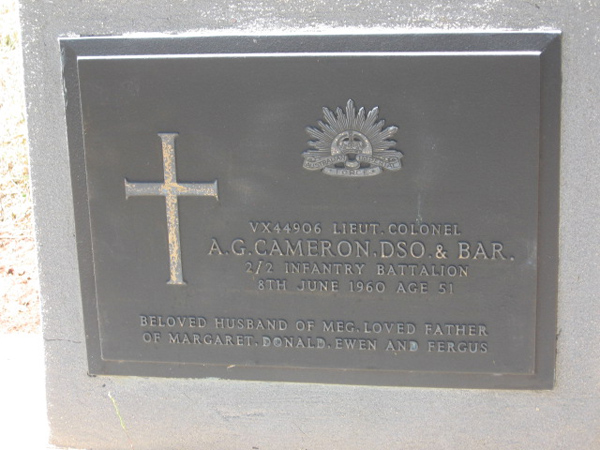 FORCE
VX44906 LIEUT. COLONEL
A.G. CAMERON, DSO. & BAR.
2/2 INFANTRY BATTALION
8TH JUNE 1960 AGE 51
BELOVED HUSBAND OF MEG. LOVED FATHER
OF MARGARET. DONALD. EWEN AND FERGUS